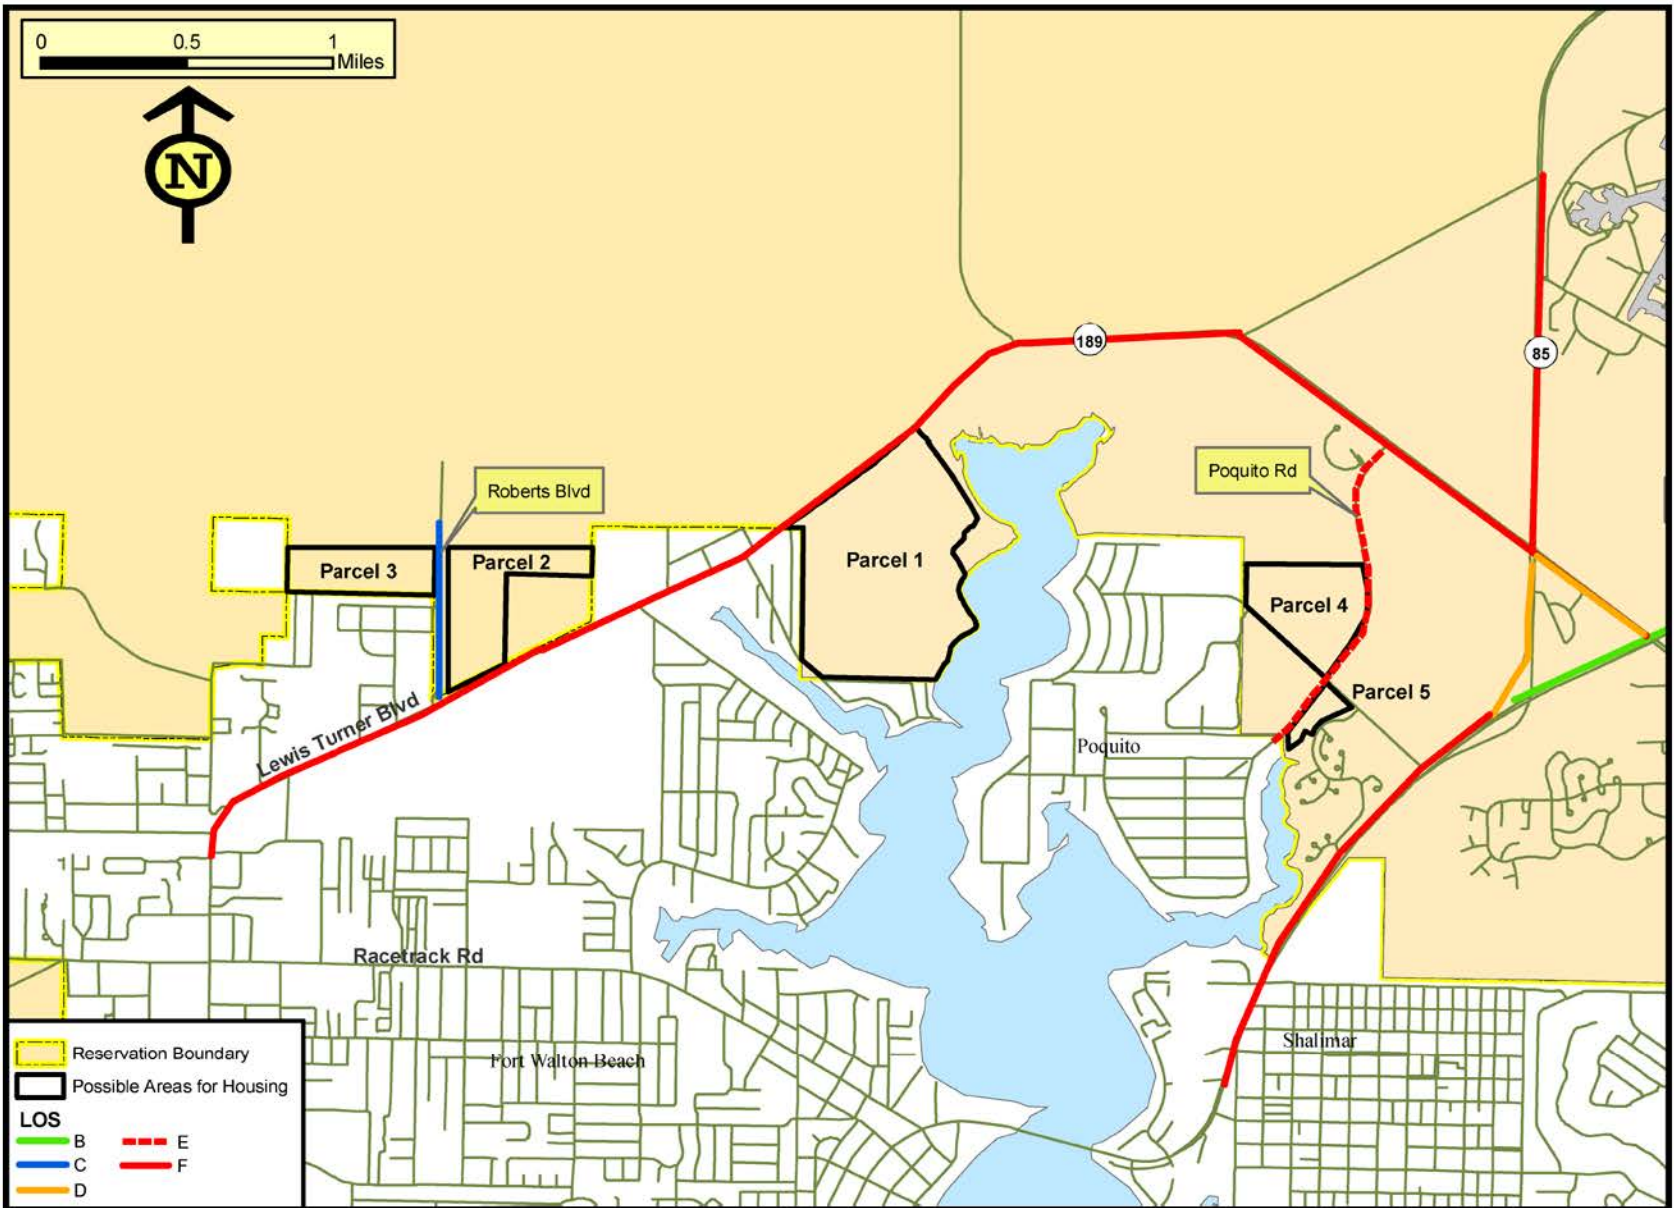 0 0.5 1
Miles
N
189
85
Roberts Blvd
Poquito Rd
Parcel 3
Parcel 2
Parcel 1
Parcel 4
Parcel 5
Lewis Turner Blvd
Poquito
Racetrack Rd
Fort Walton Beach
Shalimar
Reservation Boundary
Possible Areas for Housing
LOS
B E
C F
D